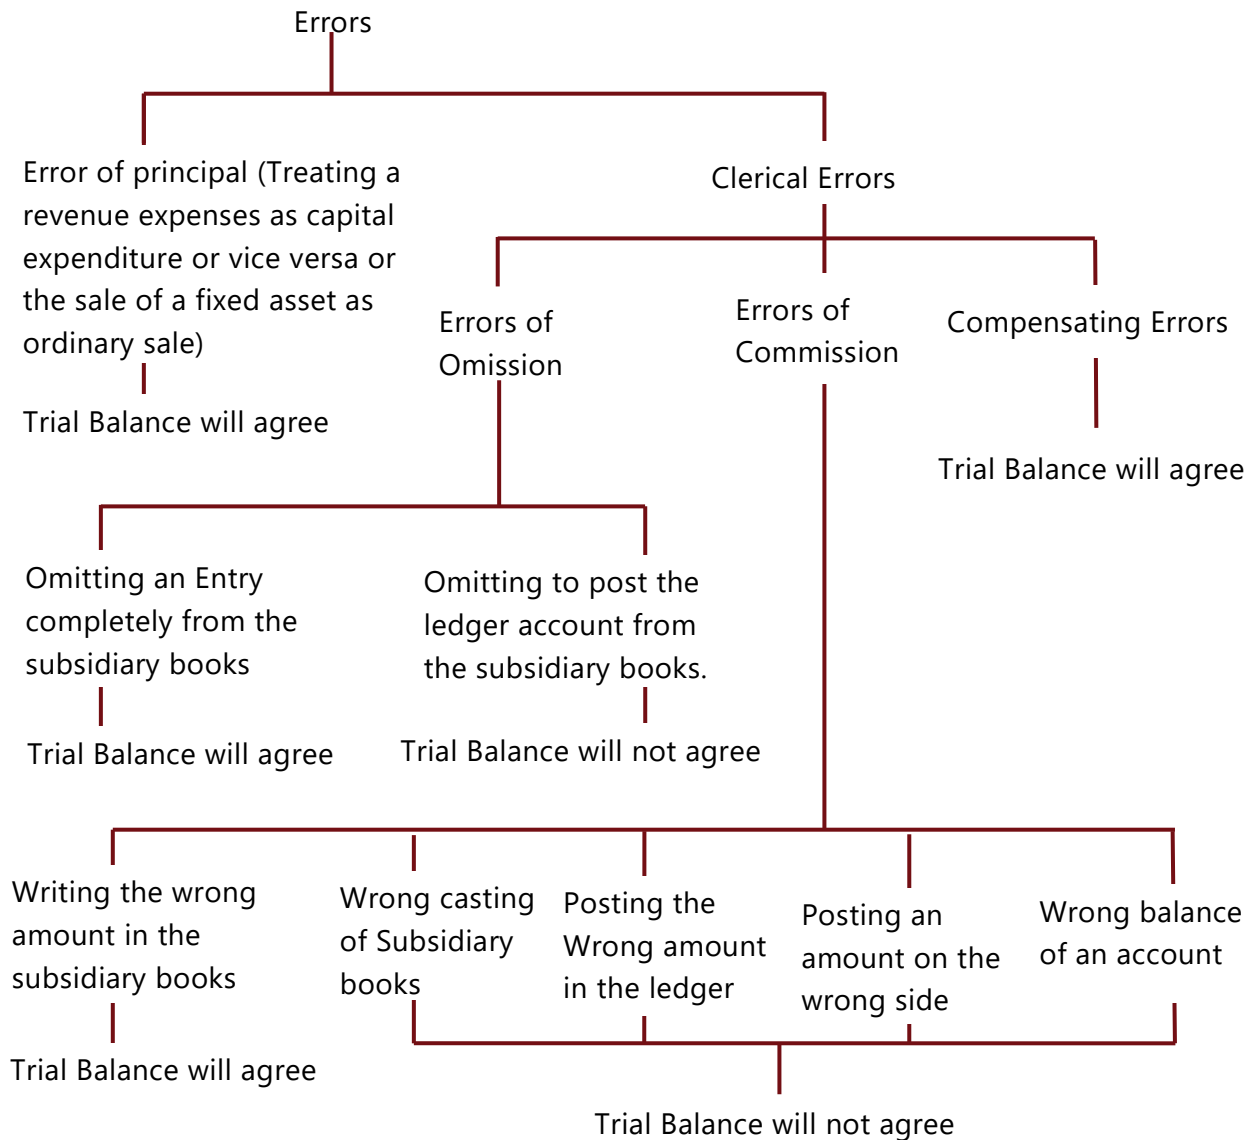 Errors
Error of principal (Treating a
revenue expenses as capital
expenditure or vice versa or
the sale of a fixed asset as
ordinary sale)
Trial Balance will agree
Clerical Errors
Errors of
Omission
Errors of
Commission
Compensating Errors
Trial Balance will agree
Omitting an Entry
completely from the
subsidiary books
Trial Balance will agree
Omitting to post the
ledger account from
the subsidiary books.
Trial Balance will not agree
Writing the wrong
amount in the
subsidiary books
Trial Balance will agree
Wrong casting
of Subsidiary
books
Posting the
Wrong amount
in the ledger
Posting an
amount on the
wrong side
Wrong balance
of an account
Trial Balance will not agree